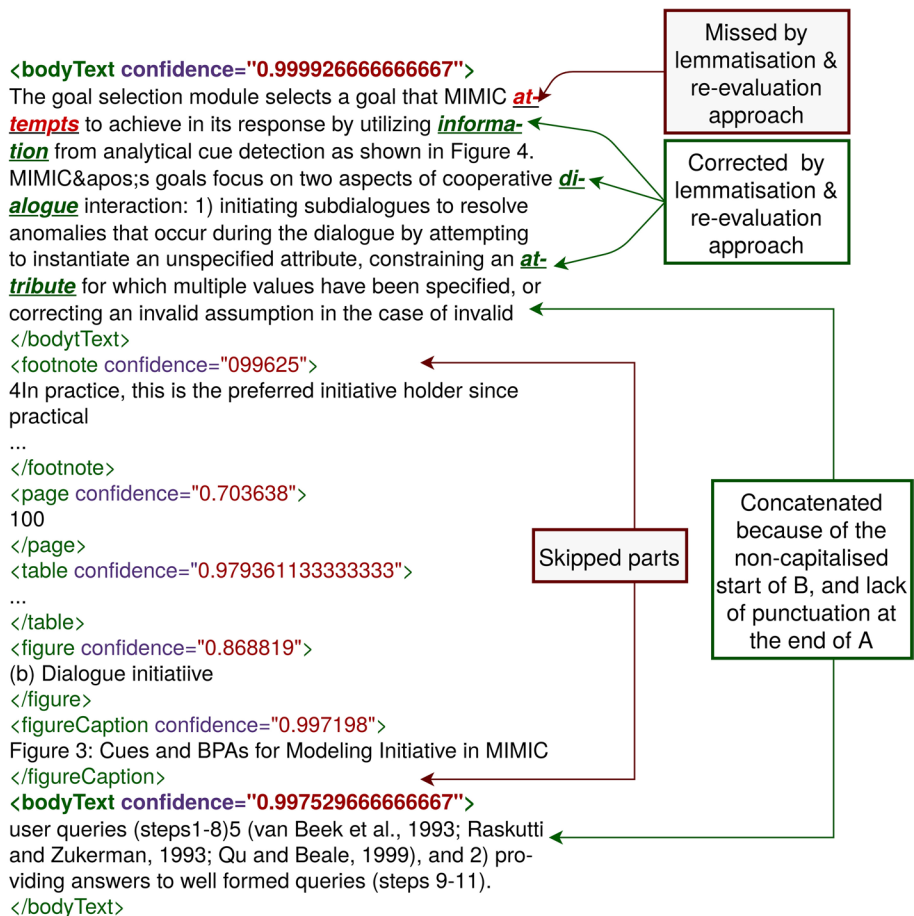 <bodyText confidence="0.999926666666667">
The goal selection module selects a goal that MIMIC at-
tempts to achieve in its response by utilizing informa-
tion from analytical cue detection as shown in Figure 4.
MIMIC&apos;s goals focus on two aspects of cooperative di-
alogue interaction: 1) initiating subdialogues to resolve
anomalies that occur during the dialogue by attempting
to instantiate an unspecified attribute, constraining an at-
tribute for which multiple values have been specified, or
correcting an invalid assumption in the case of invalid
</bodytText>
<footnote confidence="099625">
4In practice, this is the preferred initiative holder since
practical
...
</footnote>
<page confidence="0.703638">
100
</page>
<table confidence="0.979361133333333">
...
</table>
<figure confidence="0.868819">
(b) Dialogue initiatiive
</figure>
<figureCaption confidence="0.997198">
Figure 3: Cues and BPAs for Modeling Initiative in MIMIC
</figureCaption>
<bodyText confidence="0.997529666666667">
user queries (steps1-8)5 (van Beek et al., 1993; Raskutti
and Zukerman, 1993; Qu and Beale, 1999), and 2) pro-
viding answers to well formed queries (steps 9-11).
</bodyText>
Missed by
lemmatisation &
re-evaluation
approach
Corrected by
lemmatisation &
re-evaluation
approach
Skipped parts
Concatenated
because of the
non-capitalised
start of B, and lack
of punctuation at
the end of A